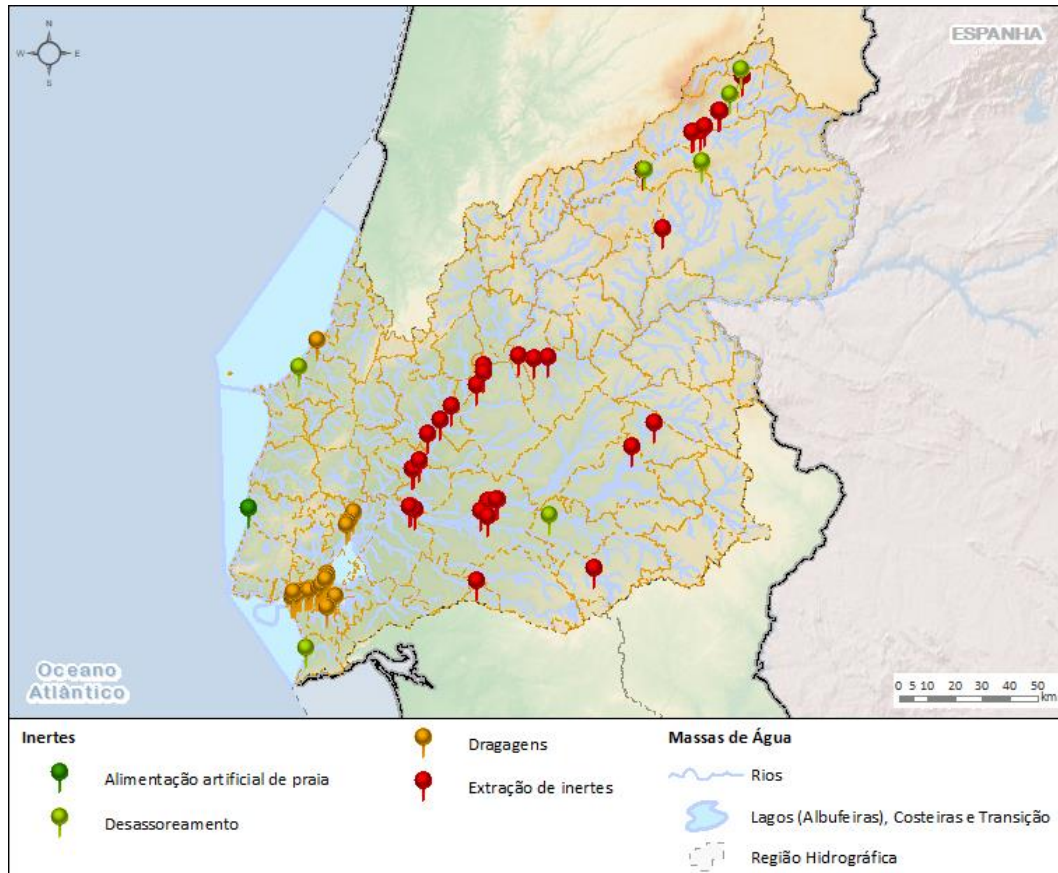 N
W
E
S
ESPANHA
Oceano
Atlântico
0 5 10 20 30 40 50
km
Inertes
Alimentação artificial de praia
Desassoreamento
Dragagens
Extração de inertes
Massas de Água
Rios
Lagos (Albufeiras), Costeiras e Transição
Região Hidrográfica